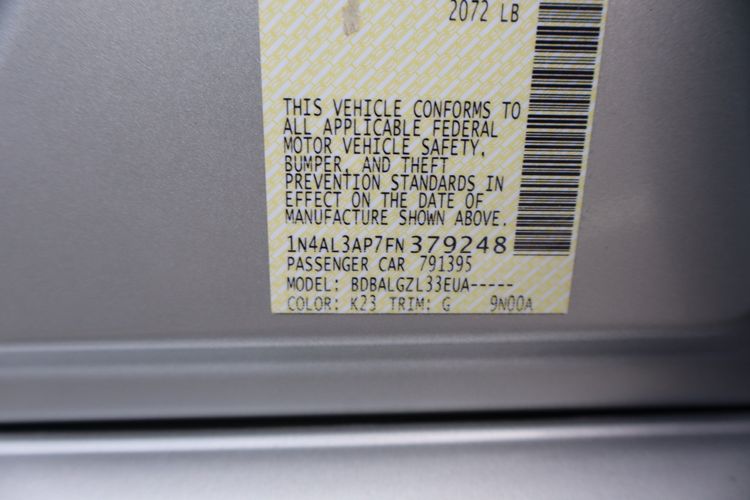 2072 LB
THIS VEHICLE CONFORMS TO
ALL APPLICABLE FEDERAL
MOTOR VEHICLE SAFETY,
BUMPER, AND THEFT
PREVENTION STANDARDS IN
EFFECT ON THE DATE OF
MANUFACTURE SHOWN ABOVE.
1N4AL3AP7FN379248
PASSENGER CAR 791395
MODEL: BDBALGZL33EUA-----
COLOR: K23 TRIM: G 9N00A